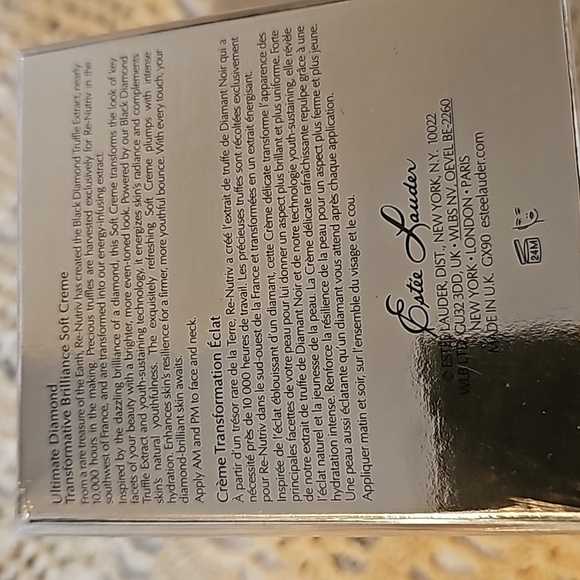 Ultimate Diamond
Transformative Brilliance Soft Creme
From a rare treasure of the Earth, Re-Nutriv has created the Black Diamond Truffle Extract, nearly
10,000 hours in the making. Precious truffles are harvested exclusively for Re-Nutriv in the
southwest of France, and are transformed into our energy-infusing extract.
Inspired by the dazzling brilliance of a diamond, this Soft Creme transforms the look of key
facets of your beauty with a brighter, more even-toned look. Powered by our Black Diamond
Truffle Extract and youth-sustaining technology, it energizes skin's radiance and complements
skin's natural youthfulness. The exquisitely refreshing Soft Creme plumps with intense
hydration. Enhances skin's resilience for a firmer, more youthful bounce. With every touch, your
diamond-brilliant skin awaits.
Apply AM and PM to face and neck.
Crème Transformation Éclat
À partir d'un trésor rare de la Terre, Re-Nutriv a créé l'extrait de truffe de Diamant Noir qui a
nécessité près de 10 000 heures de travail. Les précieuses truffes sont récoltées exclusivement
pour Re-Nutriv dans le sud-ouest de la France et transformées en un extrait énergisant.
Inspirée de l'éclat éblouissant d'un diamant, cette Crème délicate transforme l'apparence des
principales facettes de votre peau pour lui donner un aspect plus brillant et plus uniforme. Forte
de notre extrait de truffe de Diamant Noir et de notre technologie youth-sustaining, elle révèle
l'éclat naturel et la jeunesse de la peau. La Crème délicate rafraîchissante repulpe grâce à une
hydratation intense. Renforce la résilience de la peau pour un aspect plus ferme et plus jeune.
Une peau aussi éclatante qu'un diamant vous attend après chaque application.
Appliquer matin et soir, sur l'ensemble du visage et le cou.
Estée Lauder
© ESTEE LAUDER, DIST., NEW YORK, N.Y. 10022
WLB LTD, GU32 3DD, UK • WLBS NV, OEVEL BE-2260
NEW YORK • LONDON • PARIS
MADE IN U.K. GX90 esteelauder.com
24M